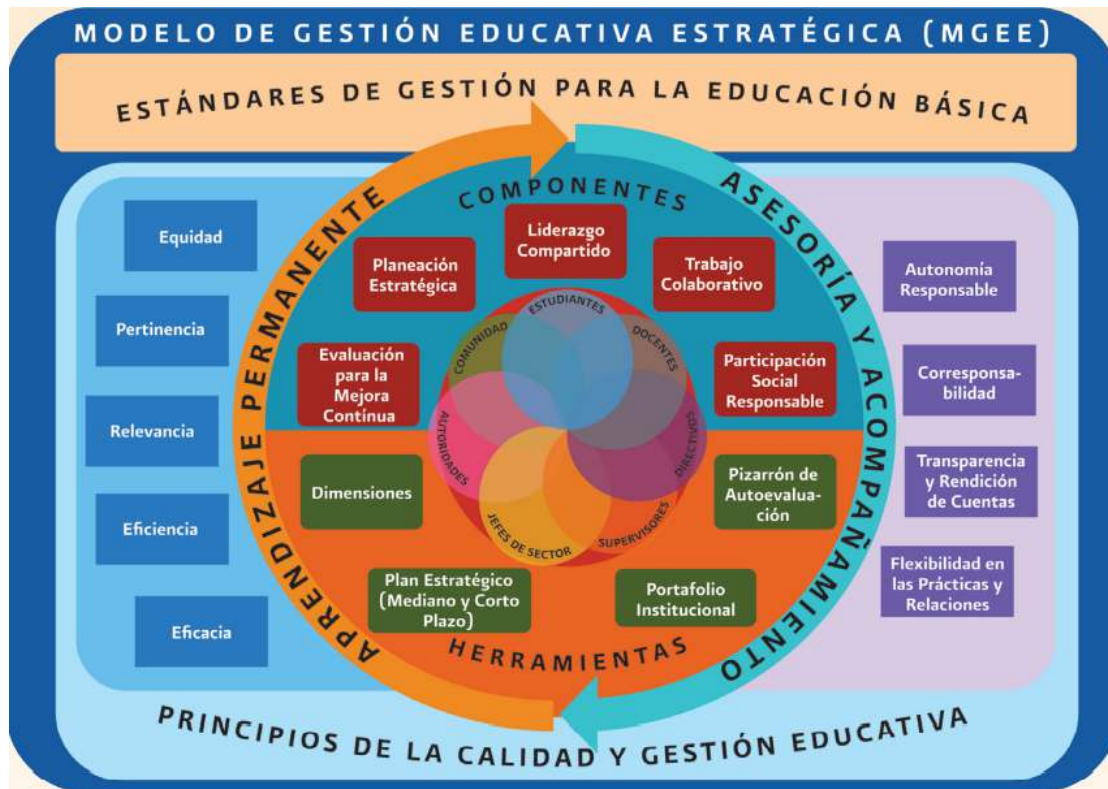 MODELO DE GESTIÓN EDUCATIVA ESTRATÉGICA (MGEE)
ESTÁNDARES DE GESTIÓN PARA LA EDUCACIÓN BÁSICA
APRENDIZAJE PERMANENTE
ASESORÍA Y ACOMPAÑAMIENTO
Equidad
Pertinencia
Relevancia
Eficiencia
Eficacia
COMPONENTES
Liderazgo
Compartido
Planeación
Estratégica
Trabajo
Colaborativo
Evaluación
para la
Mejora
Contínua
Participación
Social
Responsable
ESTUDIANTES
COMUNIDAD
DOCENTES
AUTORIDADES
DIRECTIVOS
JEFES DE SECTOR
SUPERVISORES
Dimensiones
Pizarrón de
Autoevalua-
ción
Plan Estratégico
(Mediano y Corto
Plazo)
Portafolio
Institucional
HERRAMIENTAS
Autonomía
Responsable
Corresponsa-
bilidad
Transparencia
y Rendición
de Cuentas
Flexibilidad en
las Prácticas y
Relaciones
PRINCIPIOS DE LA CALIDAD Y GESTIÓN EDUCATIVA